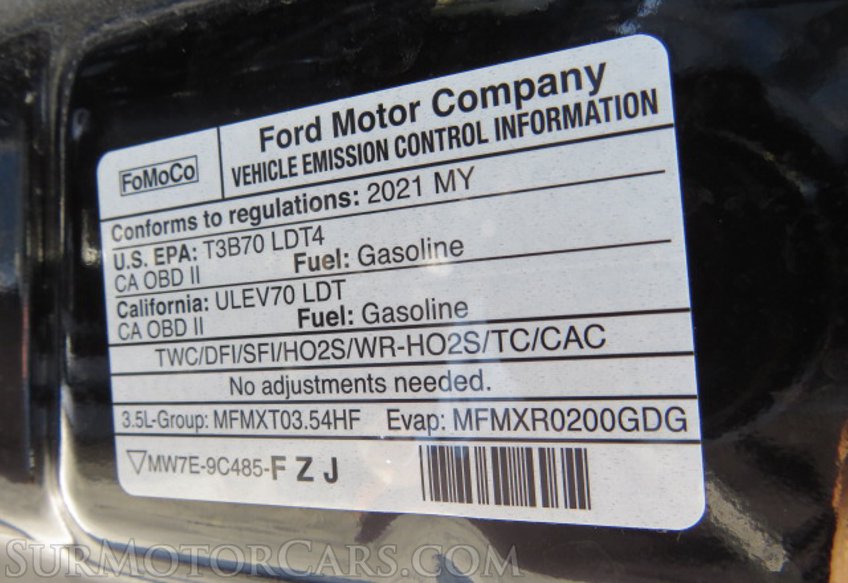 FoMoCo
Ford Motor Company
VEHICLE EMISSION CONTROL INFORMATION
Conforms to regulations: 2021 MY
U.S. EPA: T3B70 LDT4
CA OBD II Fuel: Gasoline
California: ULEV70 LDT
CA OBD II Fuel: Gasoline
TWC/DFI/SFI/HO2S/WR-HO2S/TC/CAC
No adjustments needed.
3.5L-Group: MFMXT03.54HF Evap: MFMXR0200GDG
MW7E-9C485-F Z J
SurMotorCars.com